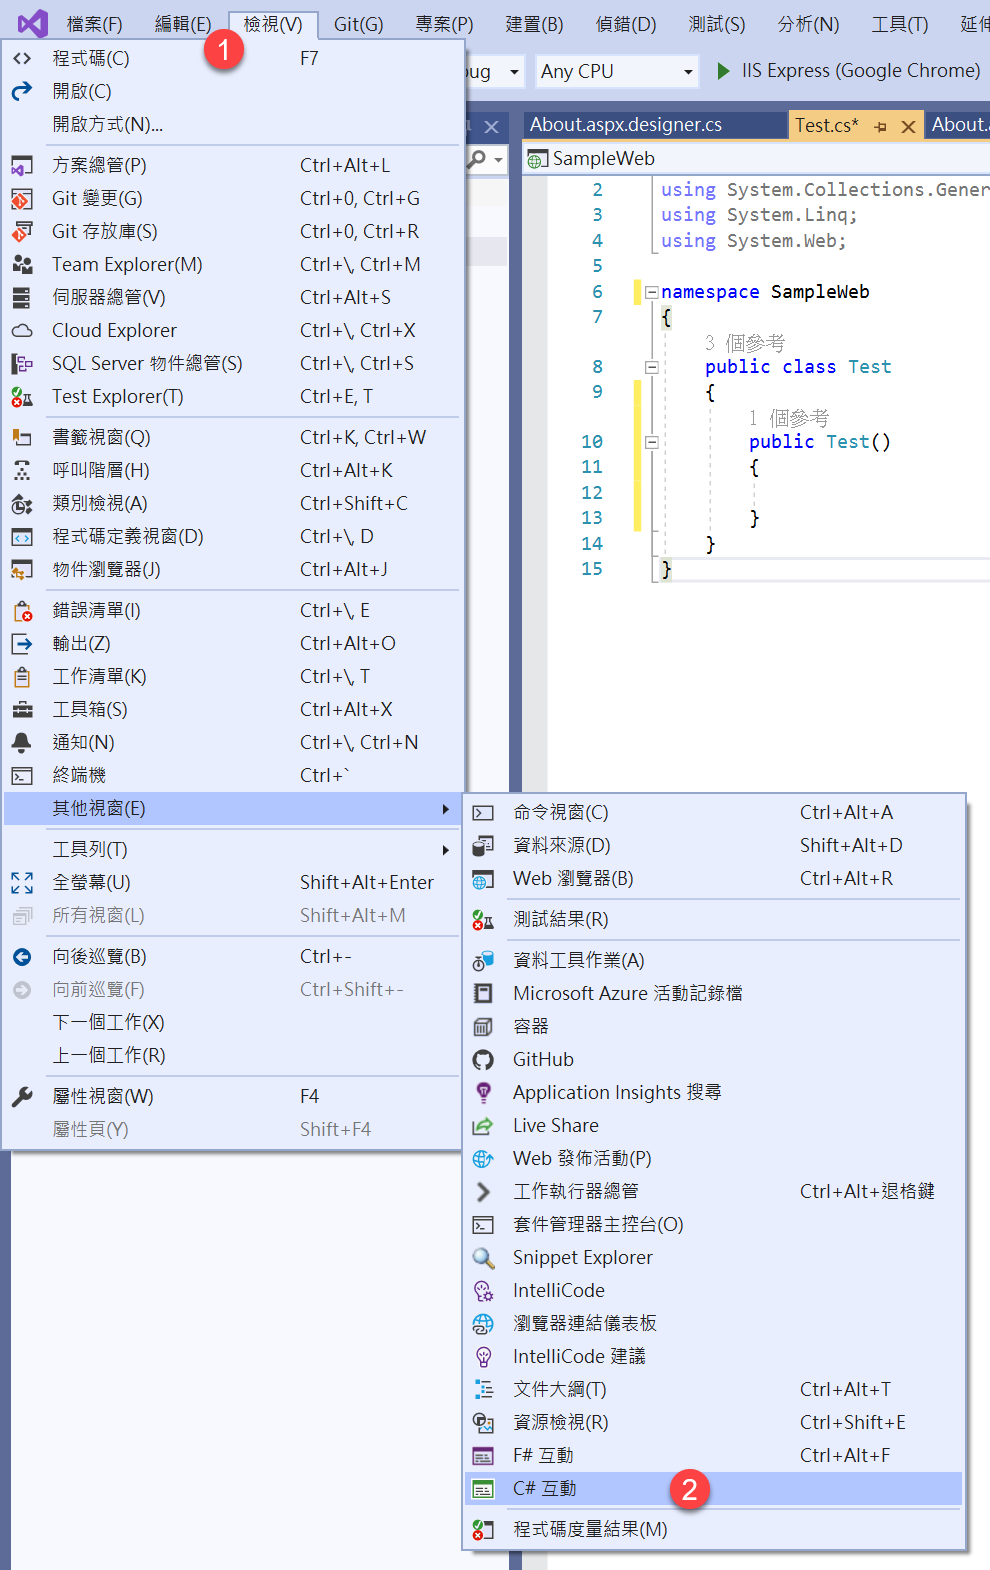 檔案(F) 編輯(E) 檢視(V) Git(G) 專案(P) 建置(B) 偵錯(D) 測試(S) 分析(N) 工具(T) 延伸
1
程式碼(C) F7
開啟(C)
開啟方式(N)...
方案總管(P) Ctrl+Alt+L
Git 變更(G) Ctrl+0, Ctrl+G
Git 存放庫(S) Ctrl+0, Ctrl+R
Team Explorer(M) Ctrl+\, Ctrl+M
伺服器總管(V) Ctrl+Alt+S
Cloud Explorer Ctrl+\, Ctrl+X
SQL Server 物件總管(S) Ctrl+\, Ctrl+S
Test Explorer(T) Ctrl+E, T
書籤視窗(Q) Ctrl+K, Ctrl+W
呼叫階層(H) Ctrl+Alt+K
類別檢視(A) Ctrl+Shift+C
程式碼定義視窗(D) Ctrl+\, D
物件瀏覽器(J) Ctrl+Alt+J
錯誤清單(I) Ctrl+\, E
輸出(Z) Ctrl+Alt+O
工作清單(K) Ctrl+\, T
工具箱(S) Ctrl+Alt+X
通知(N) Ctrl+\, Ctrl+N
終端機 Ctrl+`
其他視窗(E)
工具列(T)
全螢幕(U) Shift+Alt+Enter
所有視窗(L) Shift+Alt+M
向後巡覽(B) Ctrl+-
向前巡覽(F) Ctrl+Shift+-
下一個工作(X)
上一個工作(R)
屬性視窗(W) F4
屬性頁(Y) Shift+F4
ug Any CPU IIS Express (Google Chrome)
About.aspx.designer.cs Test.cs* About.
SampleWeb
2 using System.Collections.Gener
3 using System.Linq;
4 using System.Web;
5
6 namespace SampleWeb
7 {
3 個參考
8 public class Test
9 {
1 個參考
10 public Test()
11 {
12
13 }
14 }
15 }
命令視窗(C) Ctrl+Alt+A
資料來源(D) Shift+Alt+D
Web 瀏覽器(B) Ctrl+Alt+R
測試結果(R)
資料工具作業(A)
Microsoft Azure 活動記錄檔
容器
GitHub
Application Insights 搜尋
Live Share
Web 發佈活動(P)
工作執行器總管 Ctrl+Alt+退格鍵
套件管理器主控台(O)
Snippet Explorer
IntelliCode
瀏覽器連結儀表板
IntelliCode 建議
文件大綱(T) Ctrl+Alt+T
資源檢視(R) Ctrl+Shift+E
F# 互動 Ctrl+Alt+F
C# 互動 2
程式碼度量結果(M)